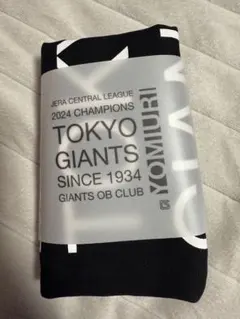 JERA CENTRAL LEAGUE
2024 CHAMPIONS
TOKYO
GIANTS
SINCE 1934
GIANTS OB CLUB
YOMIURI